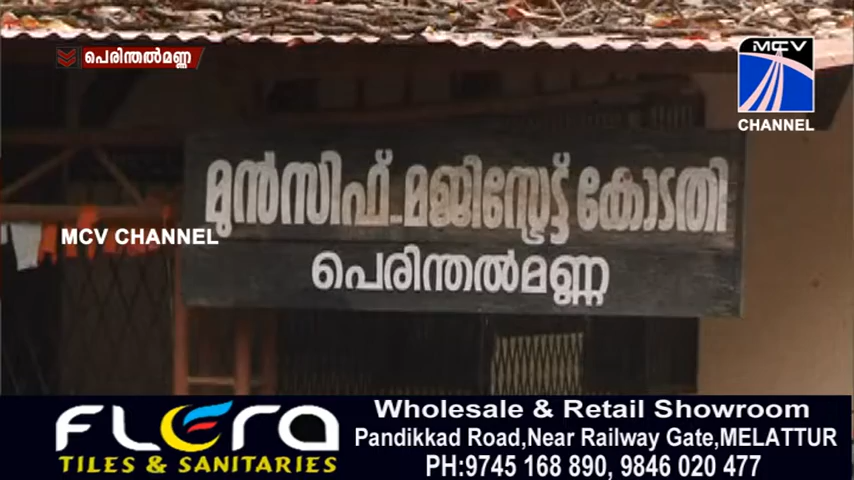 പെരിന്തൽമണ്ണ
MCV
CHANNEL
മുൻസിഫ്-മജിസ്ട്രേട്ട് കോടതി
MCV CHANNEL
പെരിന്തൽമണ്ണ
FLORA
TILES & SANITARIES
Wholesale & Retail Showroom
Pandikkad Road,Near Railway Gate,MELATTUR
PH:9745 168 890, 9846 020 477